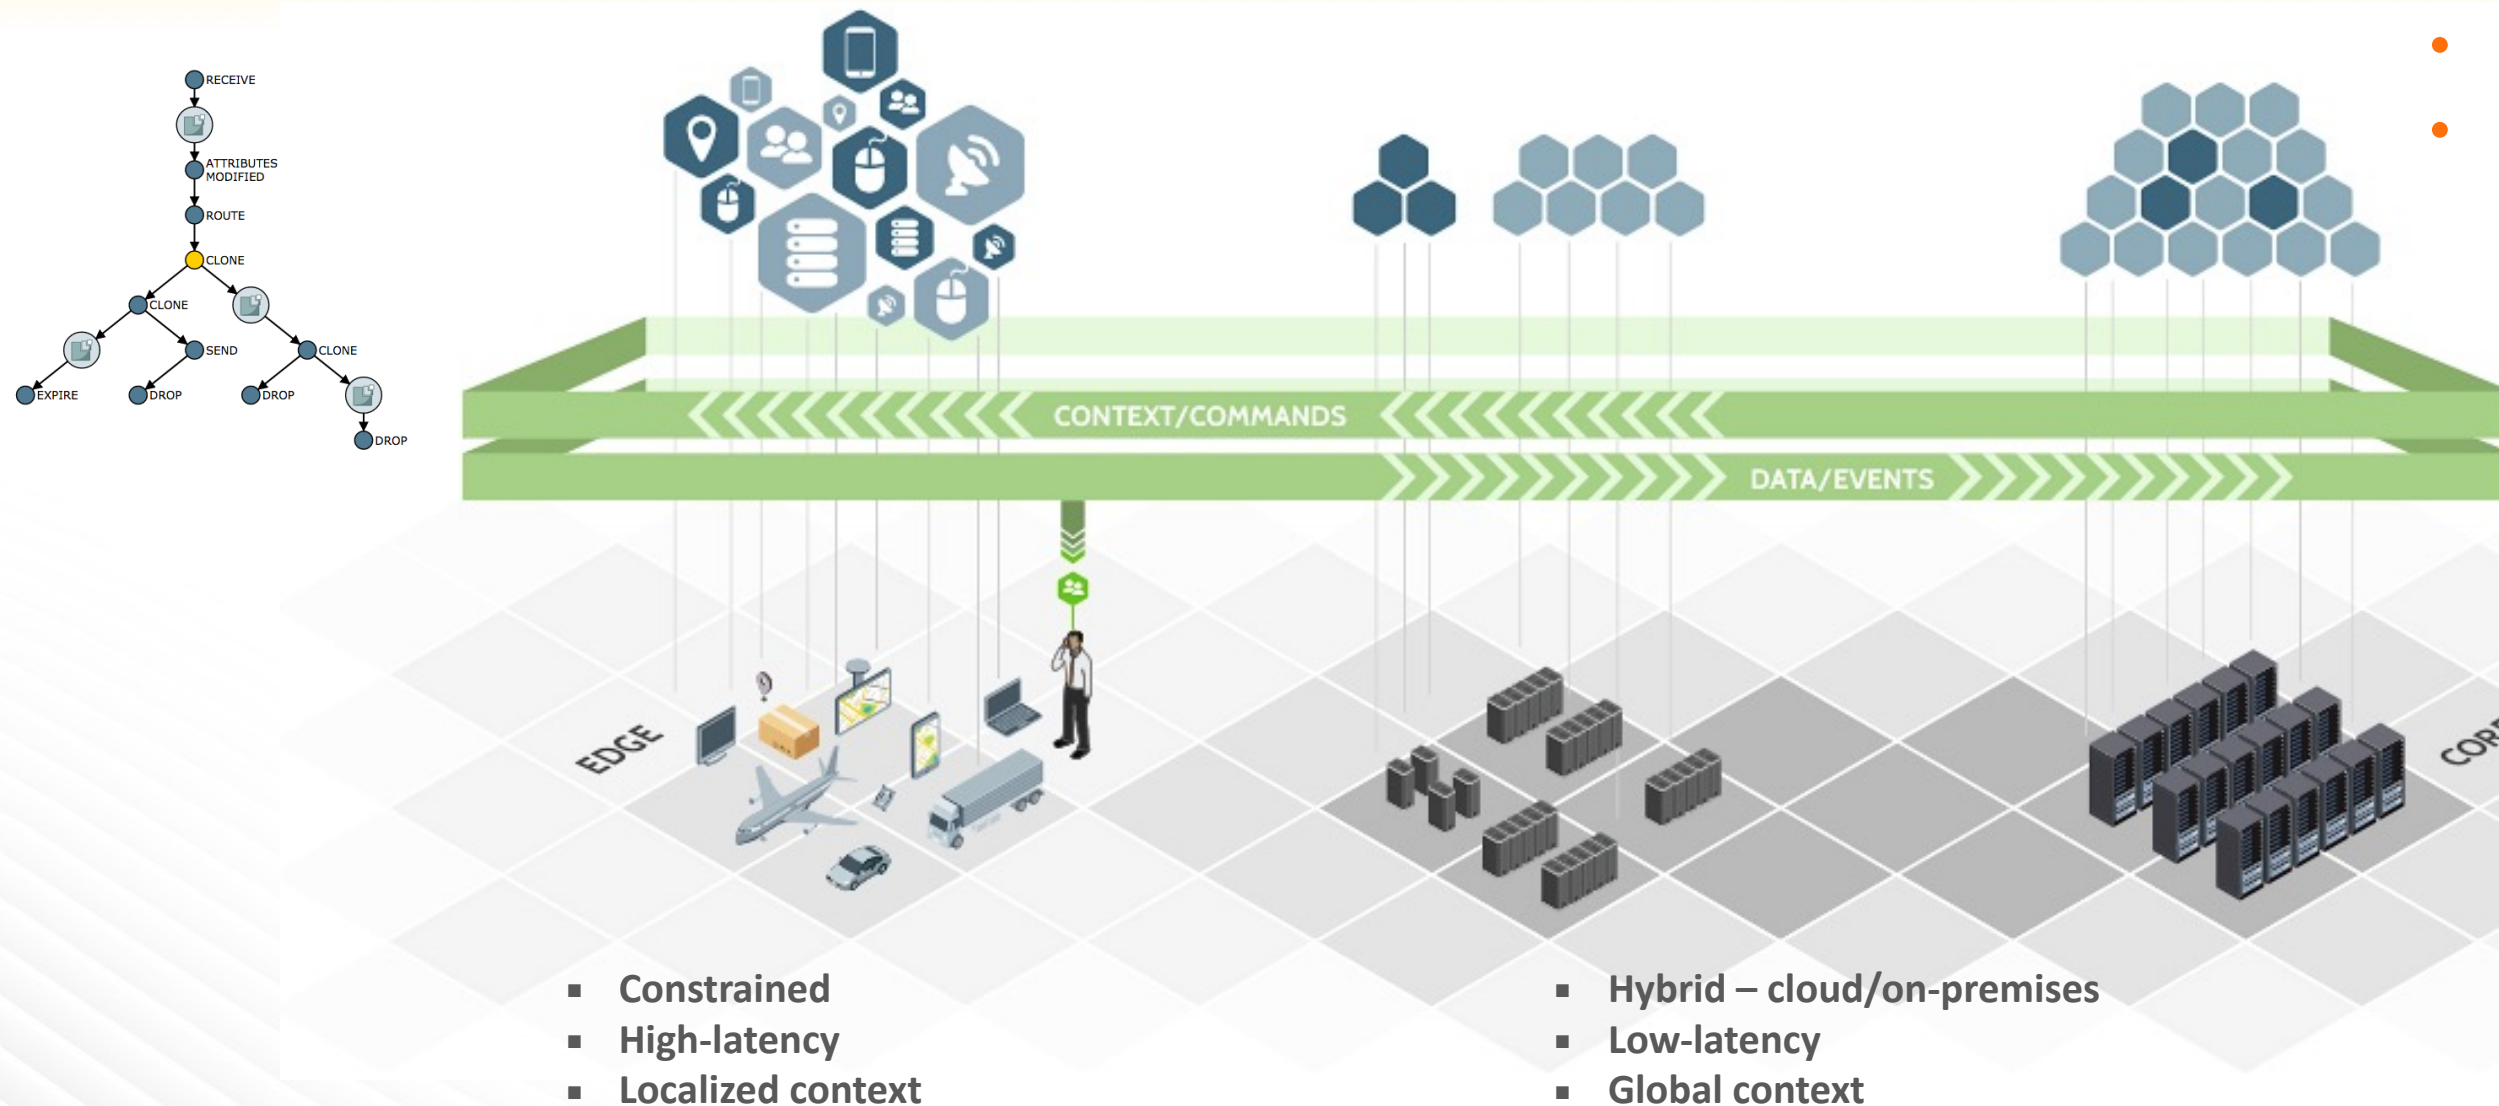 RECEIVE
ATTRIBUTES
MODIFIED
ROUTE
CLONE
CLONE
SEND
CLONE
EXPIRE
DROP
DROP
DROP
CONTEXT/COMMANDS
DATA/EVENTS
EDGE
▪ Constrained
▪ High-latency
▪ Localized context
▪ Hybrid – cloud/on-premises
▪ Low-latency
▪ Global context